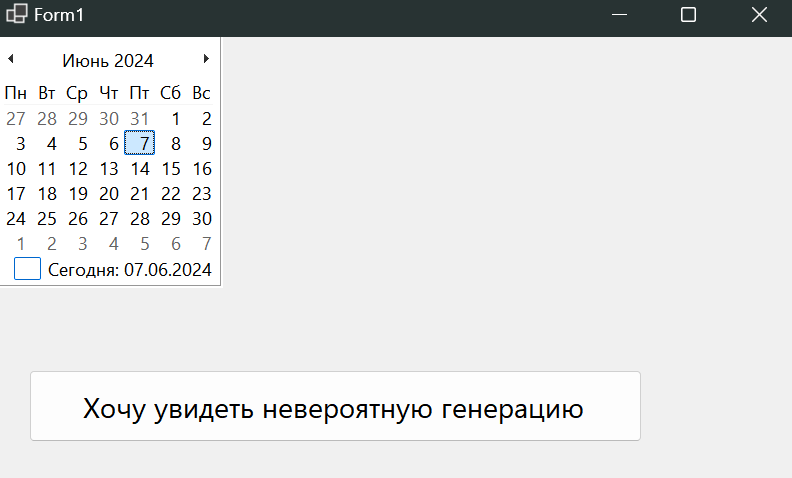 Form1
Июнь 2024
Пн Вт Ср Чт Пт Сб Вс
27 28 29 30 31 1 2
3 4 5 6 7 8 9
10 11 12 13 14 15 16
17 18 19 20 21 22 23
24 25 26 27 28 29 30
1 2 3 4 5 6 7
Сегодня: 07.06.2024
Хочу увидеть невероятную генерацию